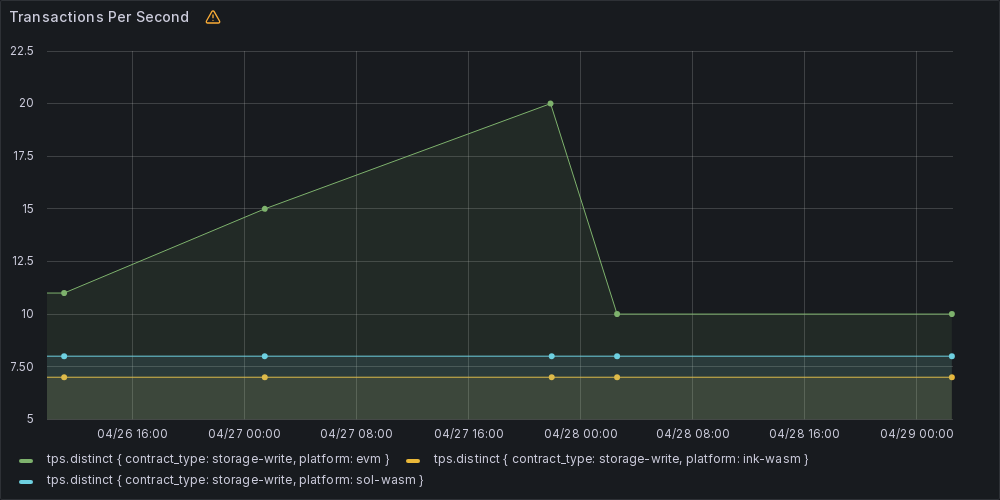 Transactions Per Second
22.5
20
17.5
15
12.5
10
7.50
5
04/26 16:00 04/27 00:00 04/27 08:00 04/27 16:00 04/28 00:00 04/28 08:00 04/28 16:00 04/29 00:00
tps.distinct { contract_type: storage-write, platform: evm } tps.distinct { contract_type: storage-write, platform: ink-wasm }
tps.distinct { contract_type: storage-write, platform: sol-wasm }